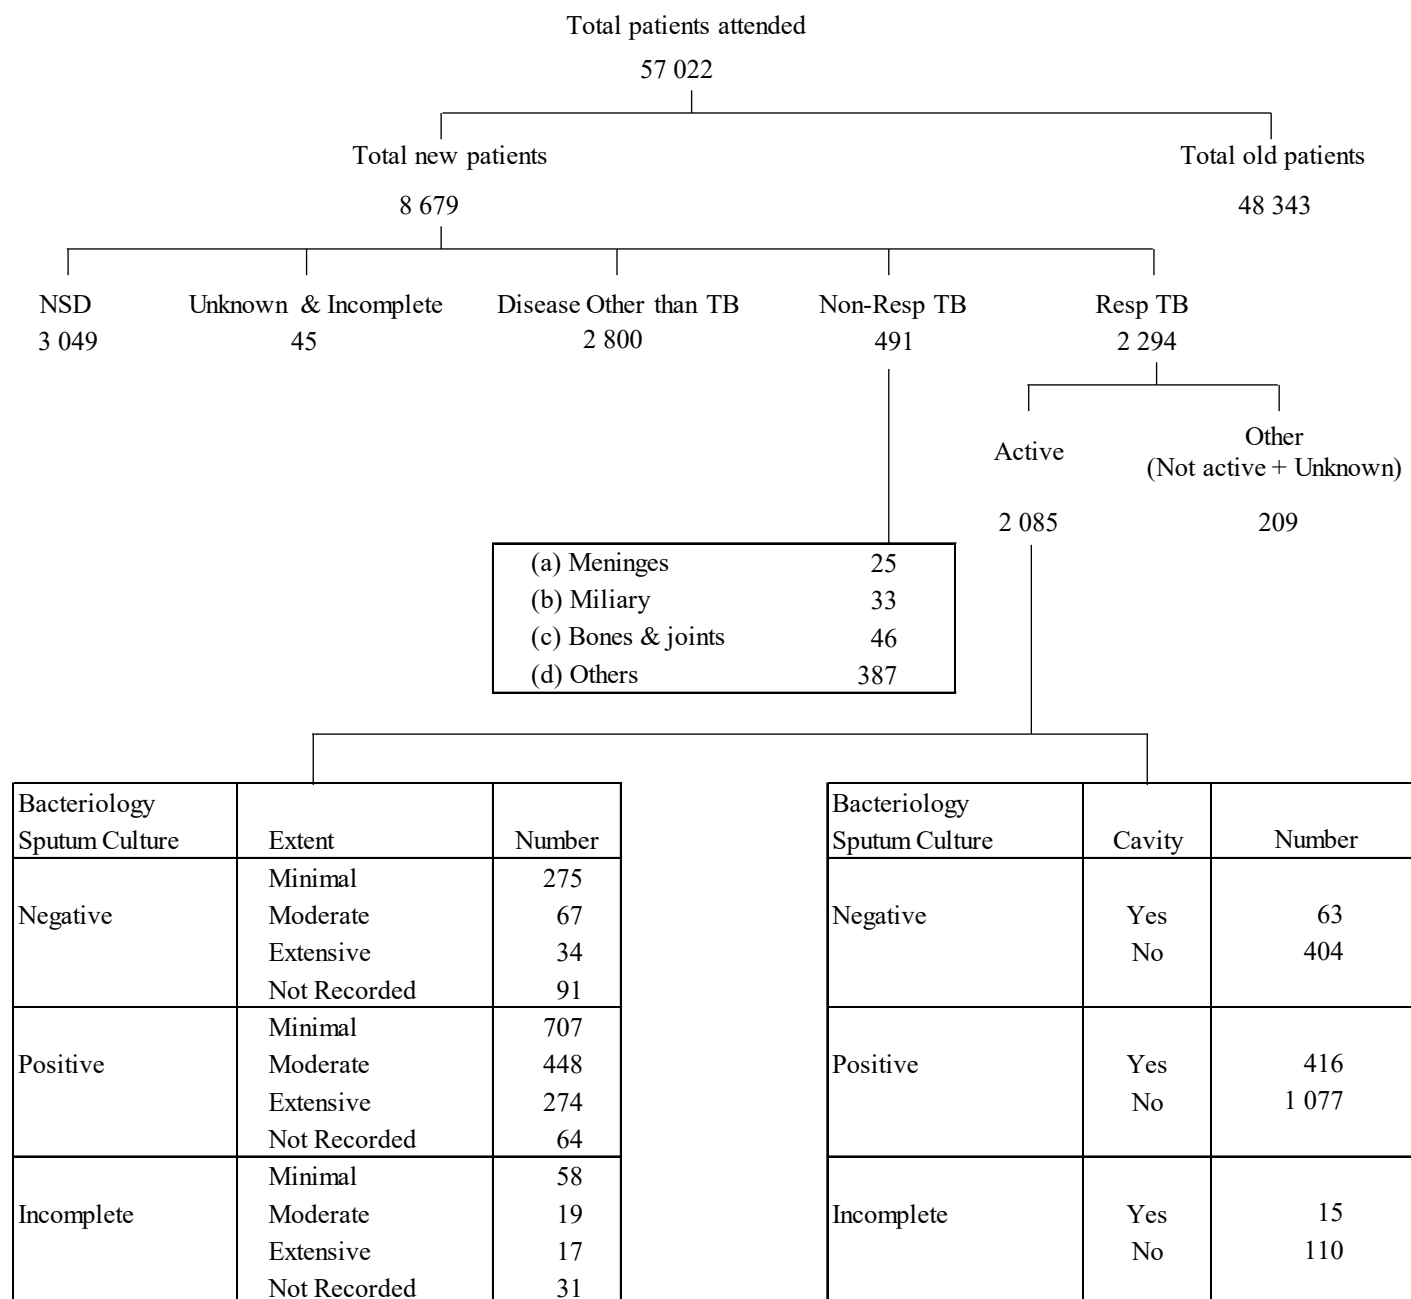 Total patients attended
57 022
Total new patients Total old patients
8 679 48 343
NSD Unknown & Incomplete Disease Other than TB Non-Resp TB Resp TB
3 049 45 2 800 491 2 294
Active Other
(Not active + Unknown)
2 085 209
(a) Meninges 25
(b) Miliary 33
(c) Bones & joints 46
(d) Others 387
Bacteriology
Sputum Culture Extent Number
Minimal 275
Negative Moderate 67
Extensive 34
Not Recorded 91
Minimal 707
Positive Moderate 448
Extensive 274
Not Recorded 64
Minimal 58
Incomplete Moderate 19
Extensive 17
Not Recorded 31
Bacteriology
Sputum Culture Cavity Number
Negative Yes 63
No 404
Positive Yes 416
No 1 077
Incomplete Yes 15
No 110